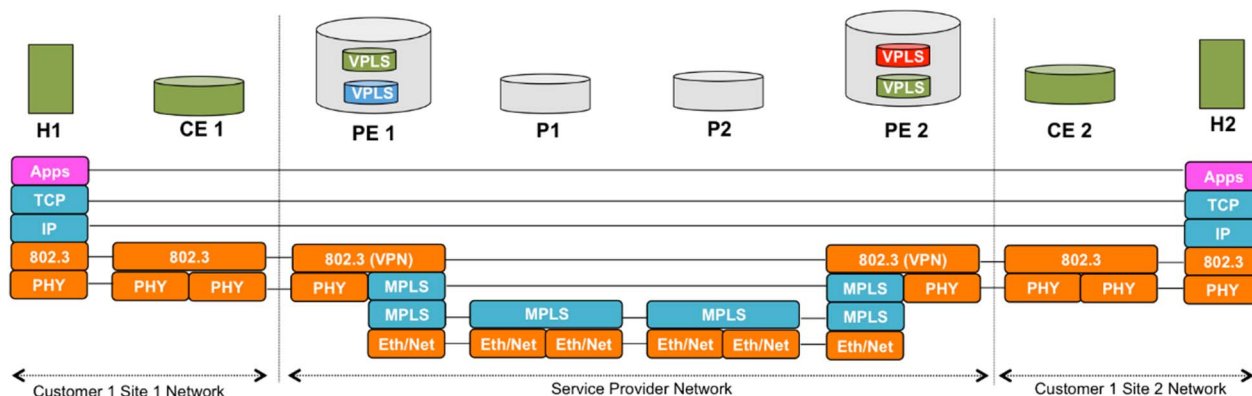 VPLS
VPLS
VPLS
VPLS
H1 CE 1 PE 1 P1 P2 PE 2 CE 2 H2
Apps Apps
TCP TCP
IP IP
802.3 802.3 802.3 (VPN) 802.3 (VPN) 802.3 802.3
PHY PHY PHY PHY MPLS MPLS PHY PHY PHY PHY
MPLS MPLS MPLS MPLS
Eth/Net Eth/Net Eth/Net Eth/Net Eth/Net Eth/Net
Customer 1 Site 1 Network Service Provider Network Customer 1 Site 2 Network